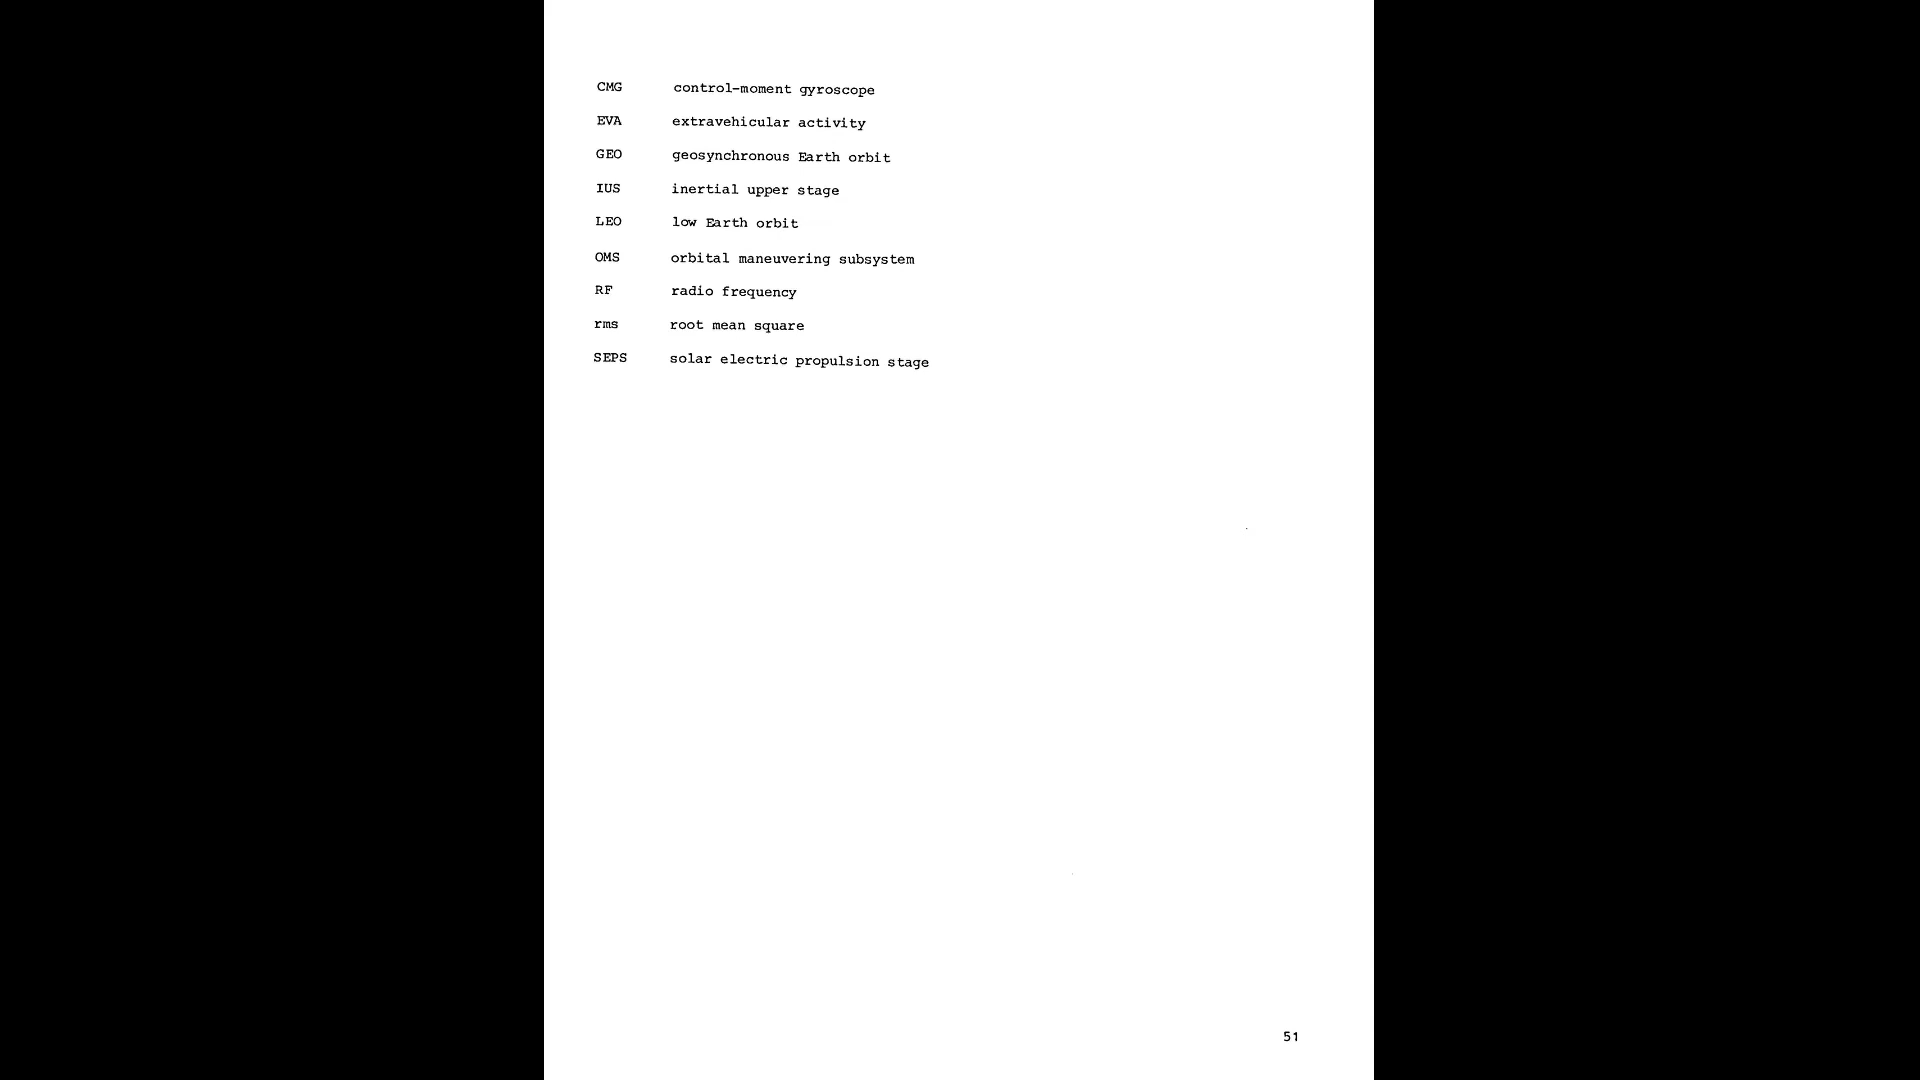 CMG control-moment gyroscope
EVA extravehicular activity
GEO geosynchronous Earth orbit
IUS inertial upper stage
LEO low Earth orbit
OMS orbital maneuvering subsystem
RF radio frequency
rms root mean square
SEPS solar electric propulsion stage
51